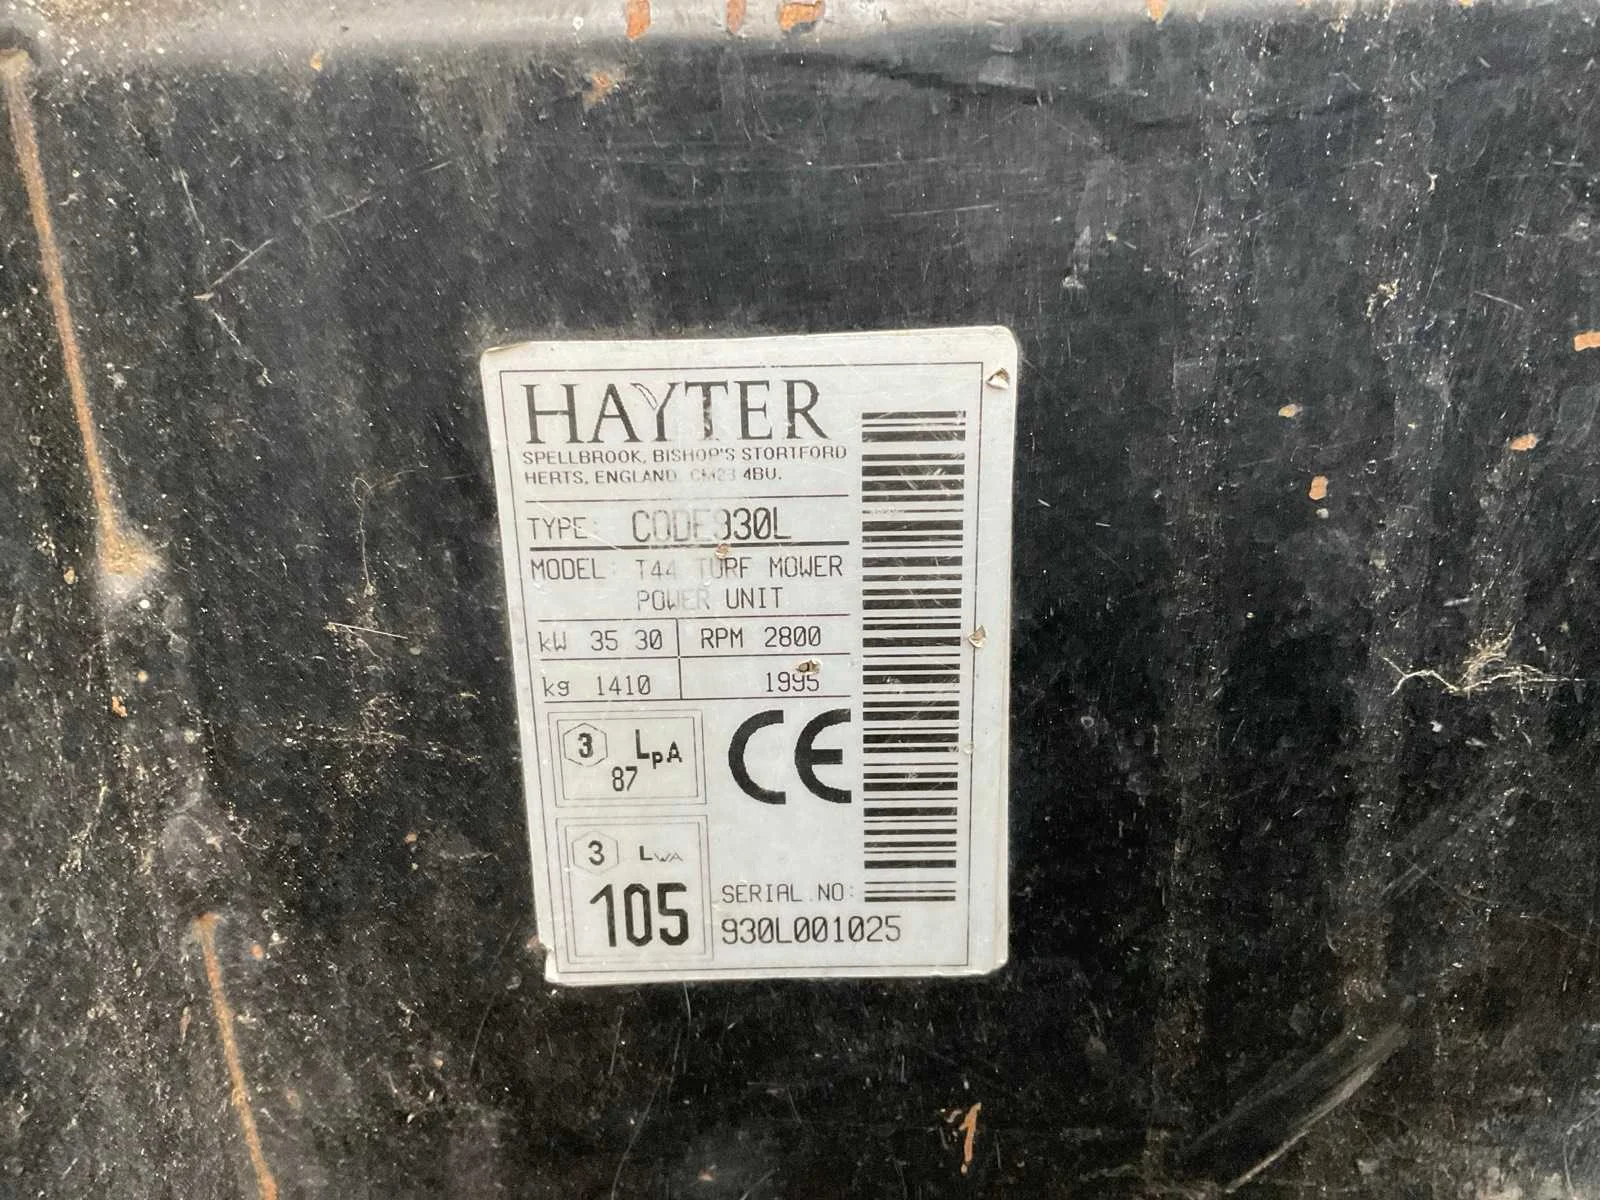 HAYTER
SPELLBROOK, BISHOP'S STORTFORD
HERTS, ENGLAND. CM23 4BU.
TYPE: CODE930L
MODEL: T44 TURF MOWER
POWER UNIT
kW 35 30 RPM 2800
kg 1410 1995
3 LpA
87
CE
3 LWA
105
SERIAL NO:
930L001025